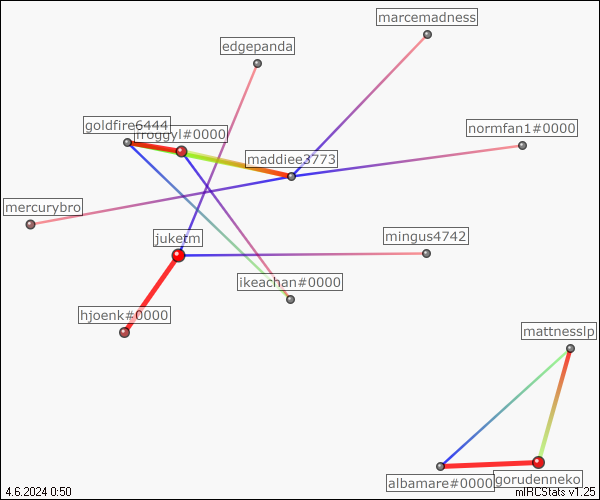 marcemadness
edgepanda
goldfire6444
froggyl#0000
normfan1#0000
maddiee3773
mercurybro
juketm
mingus4742
ikeachan#0000
hjoenk#0000
mattnesslp
albamare#0000
gorudenneko
4.6.2024 0:50
mIRCStats v1.25